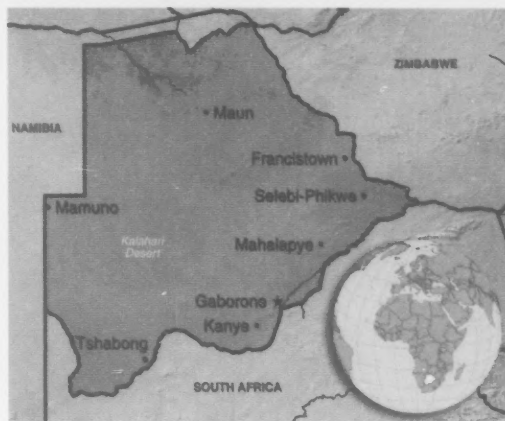 ZIMBABWE
Maun
NAMIBIA
Francistown
Selebi-Phikwe
Mamuno
Kalahari
Desert
Mahalapye
Gaborone
Kanye
Tshabong
SOUTH AFRICA